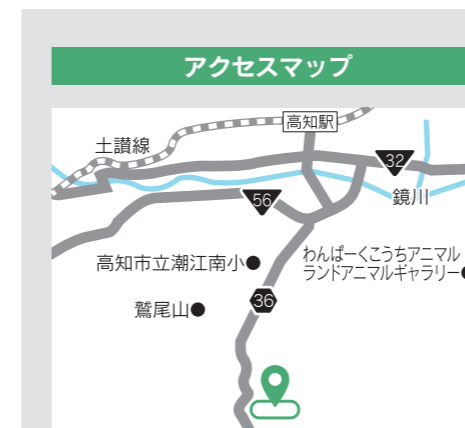 アクセスマップ
高知駅
土讃線
32
鏡川
56
わんぱーくこうちアニマル
ランドアニマルギャラリー
高知市立潮江南小
36
鷲尾山